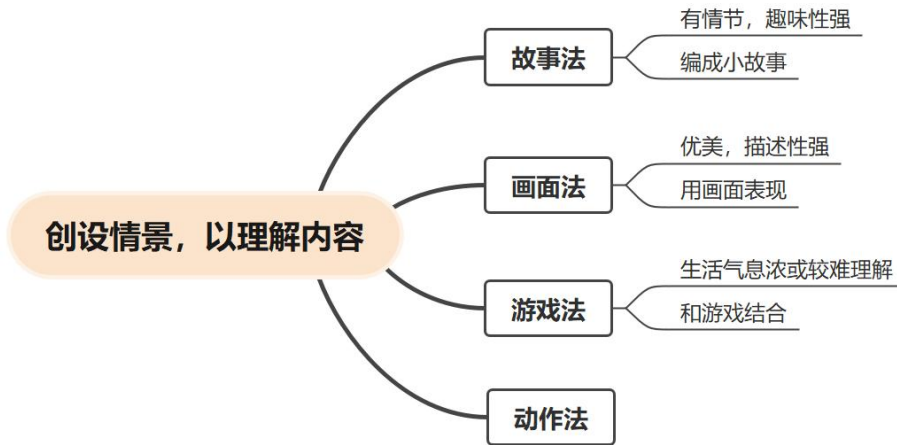 创设情景，以理解内容
故事法
有情节，趣味性强
编成小故事
画面法
优美，描述性强
用画面表现
游戏法
生活气息浓或较难理解
和游戏结合
动作法